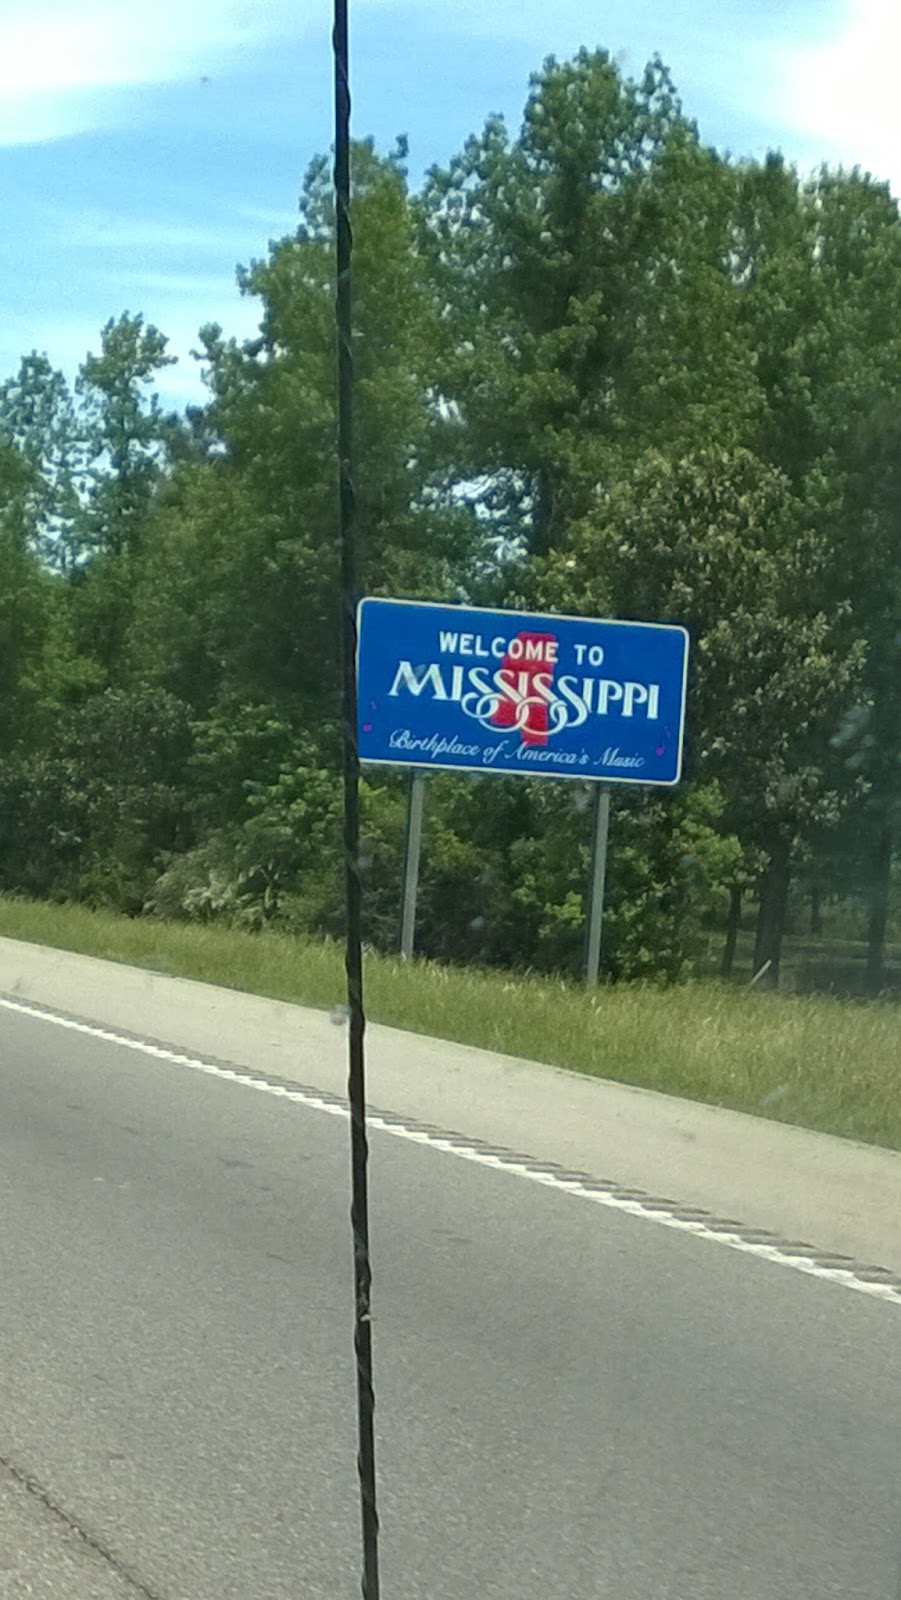 WELCOME TO
MISSISSIPPI
Birthplace of America's Music